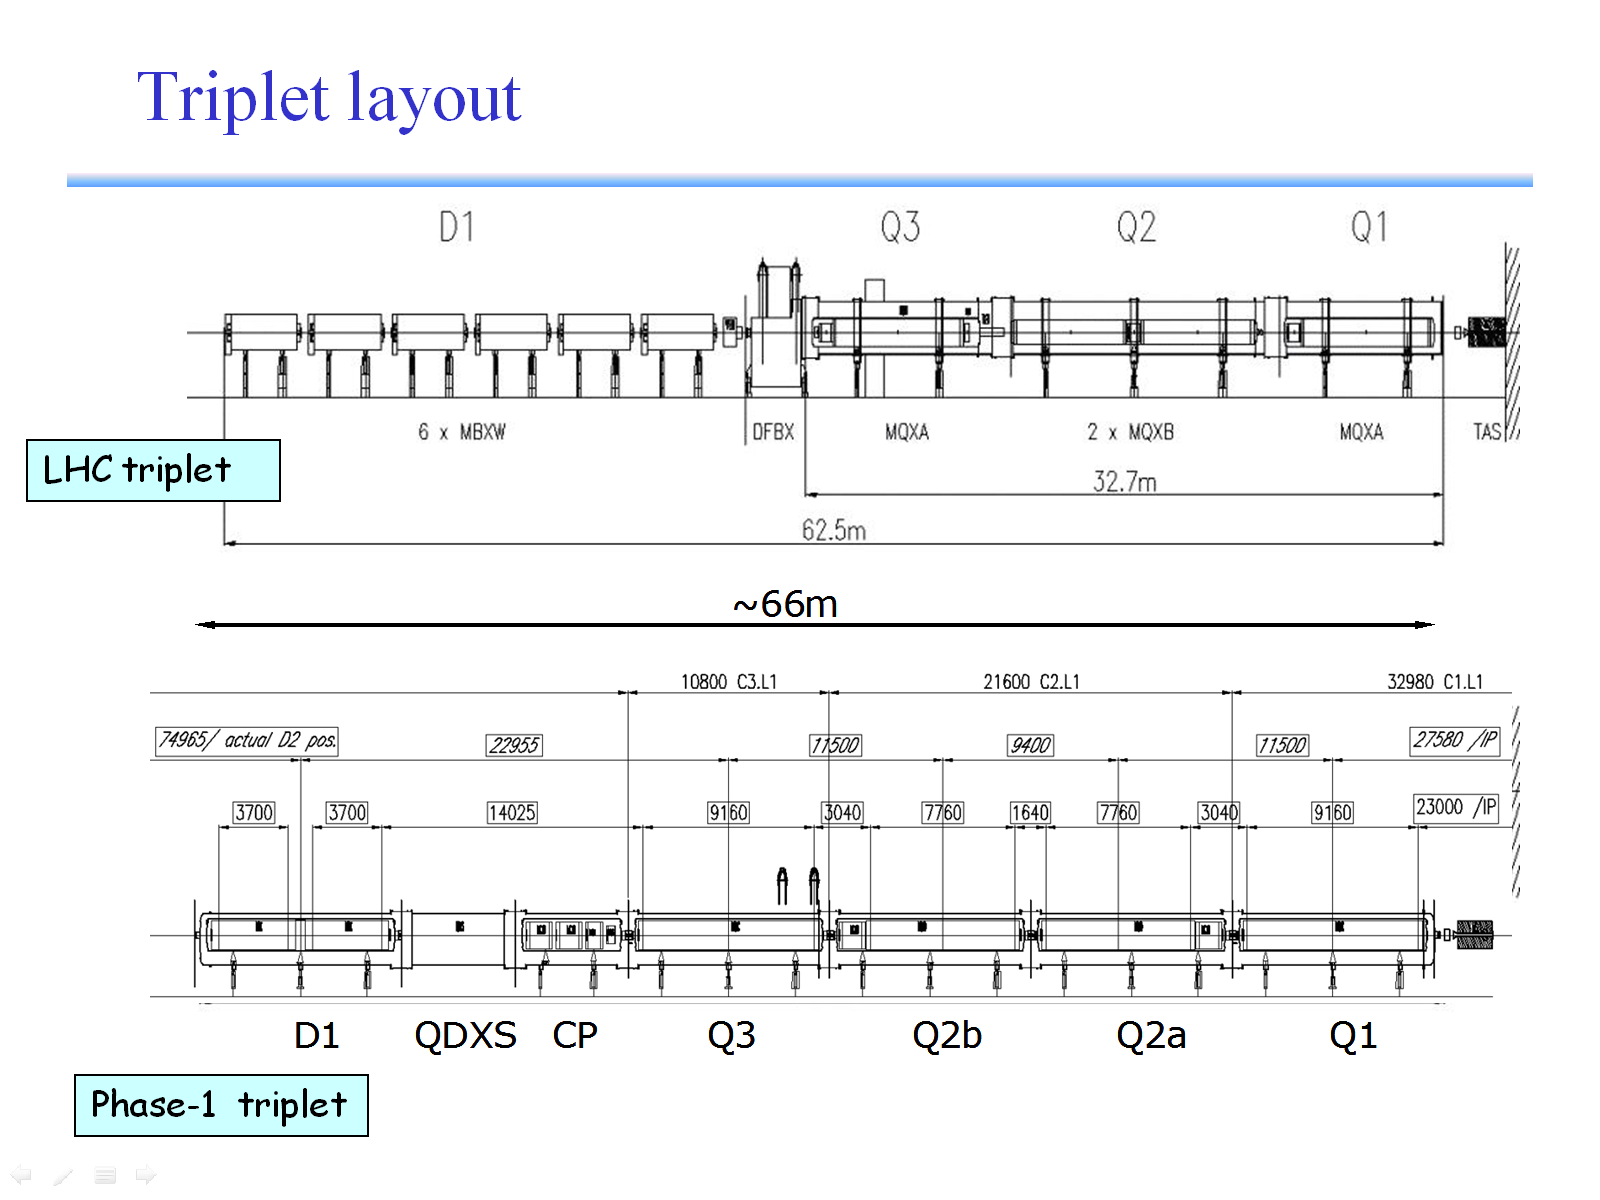 Triplet layout
D1 Q3 Q2 Q1
6 x MBXW DFBX MQXA 2 x MQXB MQXA TAS
LHC triplet
32.7m
62.5m
~66m
10800 C3.L1 21600 C2.L1 32980 C1.L1
74965/ actual D2 pos. 22955 11500 9400 11500 27580 /IP
3700 3700 14025 9160 3040 7760 1640 7760 3040 9160 23000 /IP
D1 QDXS CP Q3 Q2b Q2a Q1
Phase-1 triplet